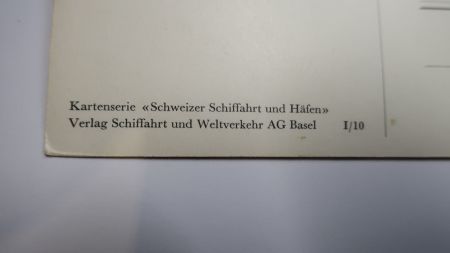 Kartenserie «Schweizer Schiffahrt und Häfen»
Verlag Schiffahrt und Weltverkehr AG Basel I/10